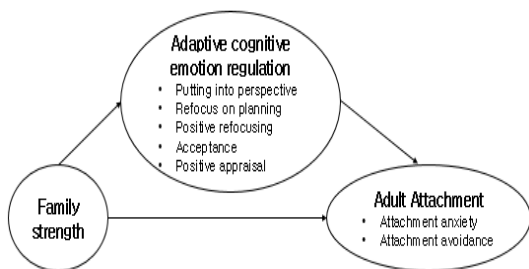 Adaptive cognitive
emotion regulation
• Putting into perspective
• Refocus on planning
• Positive refocusing
• Acceptance
• Positive appraisal
Family
strength
Adult Attachment
• Attachment anxiety
• Attachment avoidance